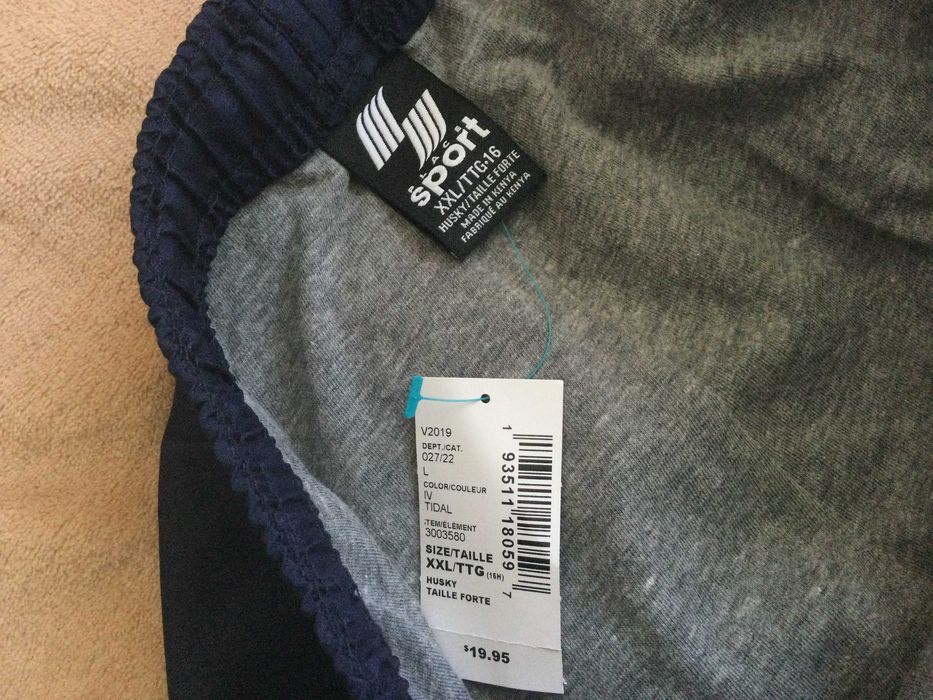 PLACE
sport
XXL/TTG•16
HUSKY/TAILLE FORTE
MADE IN KENYA
FABRIQUÉ AU KENYA
V2019
DEPT./CAT.
027/22
L
COLOR/COULEUR
IV
TIDAL
ITEM/ELÉMENT
3003580
SIZE/TAILLE
XXL/TTG (16H)
HUSKY
TAILLE FORTE
1 93511 18059 7
$19.95